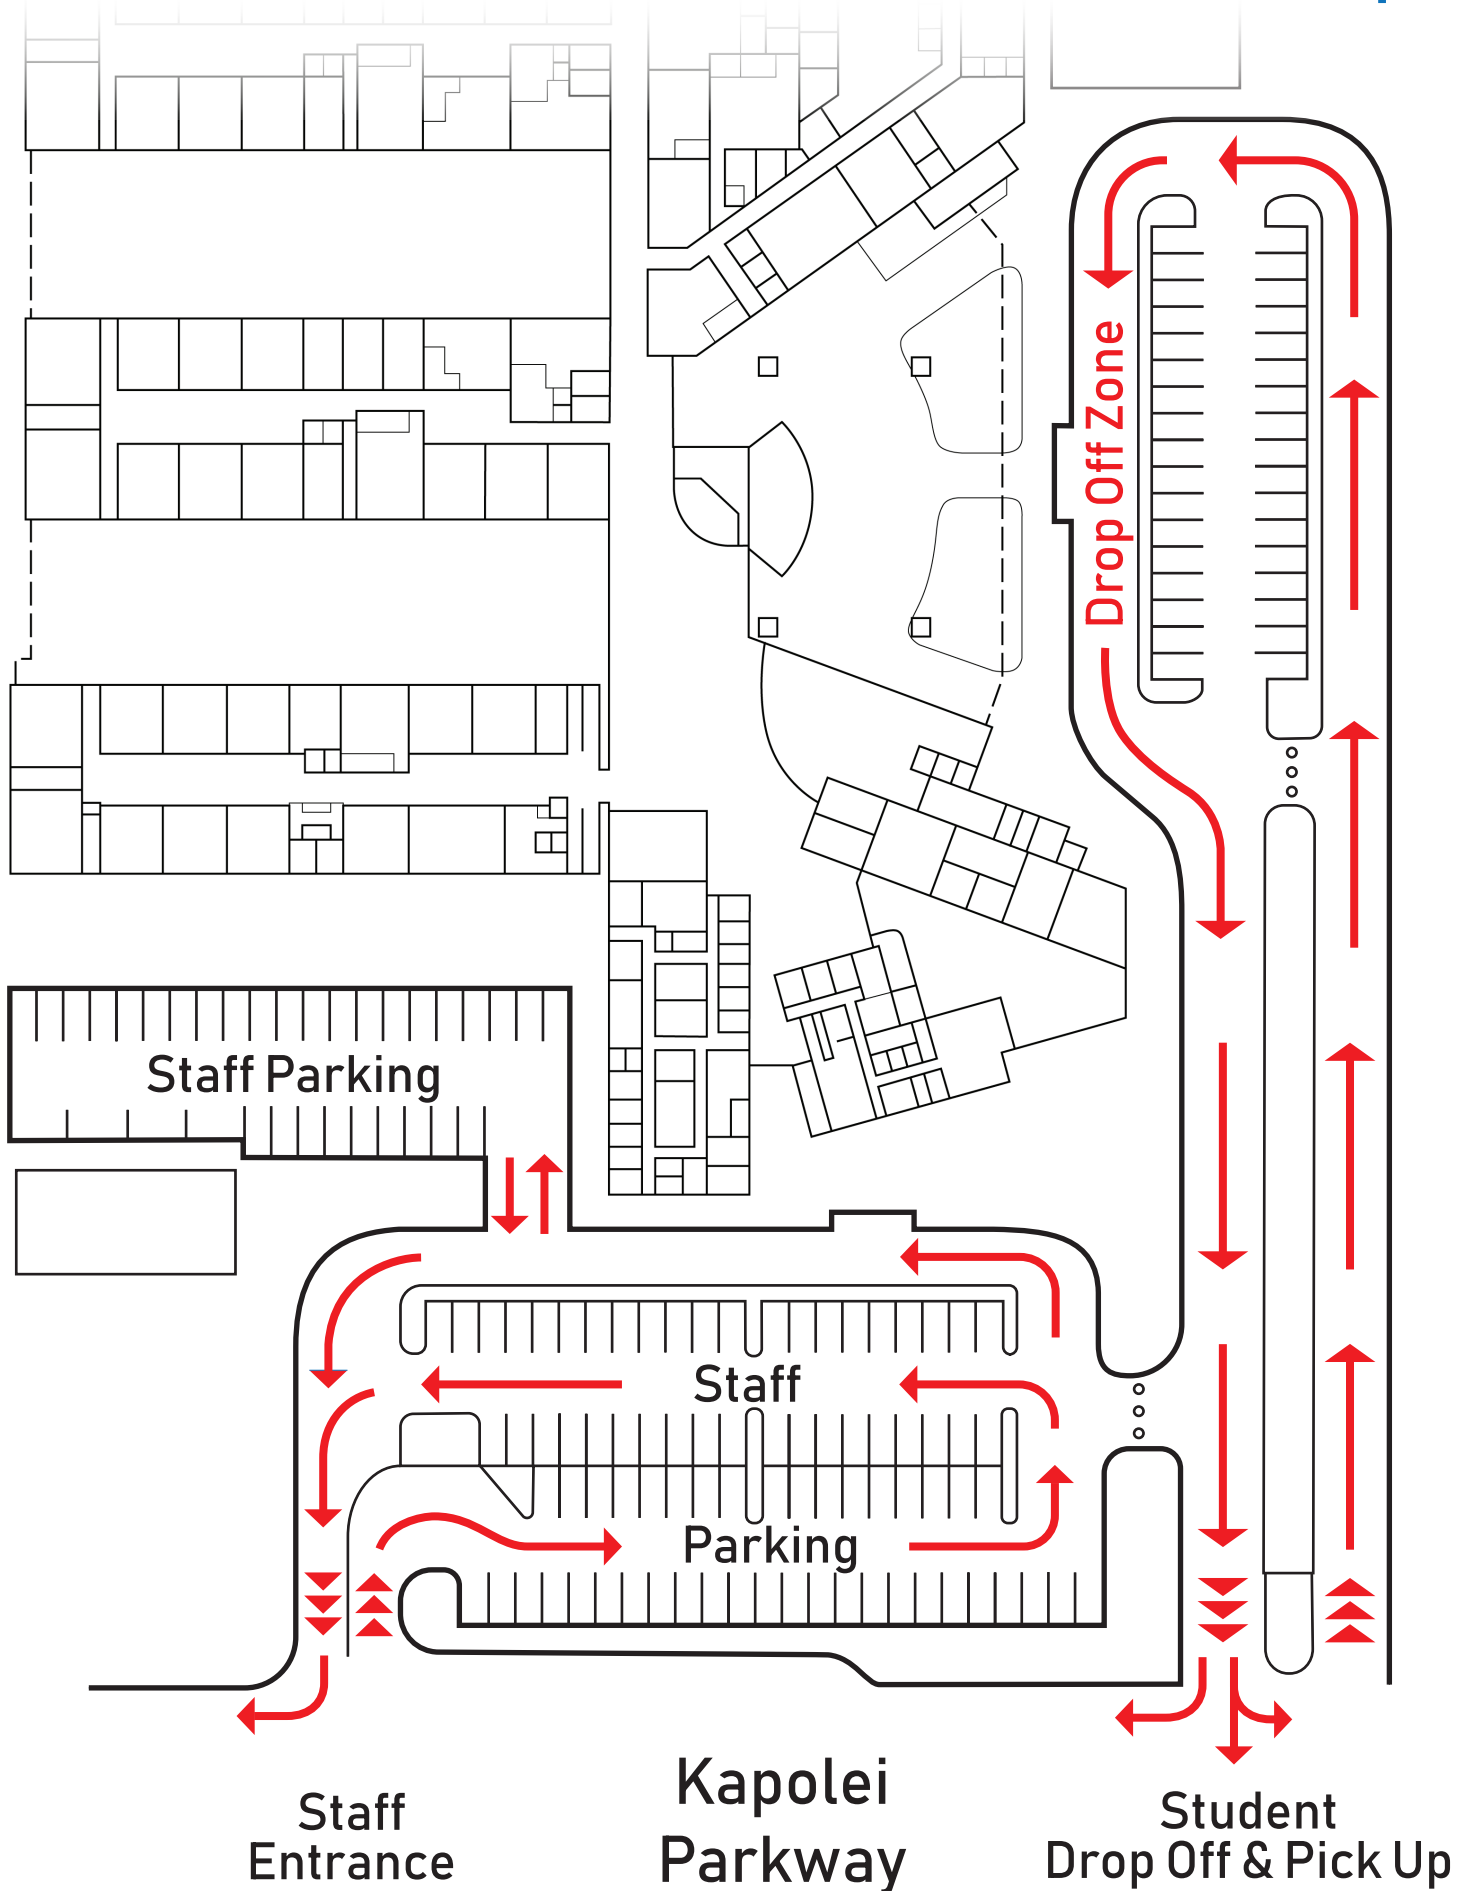 Drop Off Zone
Staff Parking
Staff
Parking
Kapolei
Parkway
Staff
Entrance
Student
Drop Off & Pick Up